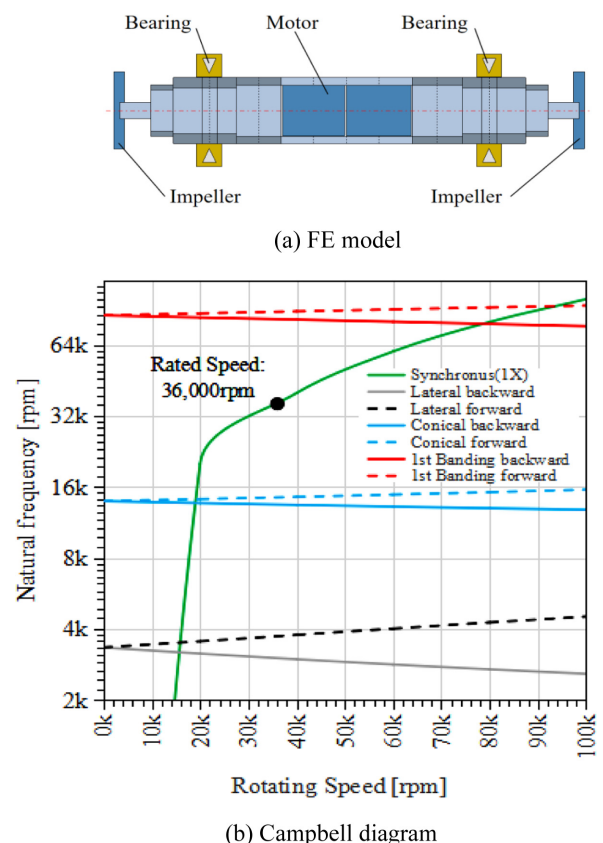 Bearing Motor Bearing
Impeller Impeller
(a) FE model
64k
32k
16k
8k
4k
2k
Natural frequency [rpm]
Rated Speed:
36,000rpm
Synchronus(1X)
Lateral backward
Lateral forward
Conical backward
Conical forward
1st Banding backward
1st Banding forward
0k 10k 20k 30k 40k 50k 60k 70k 80k 90k 100k
Rotating Speed [rpm]
(b) Campbell diagram